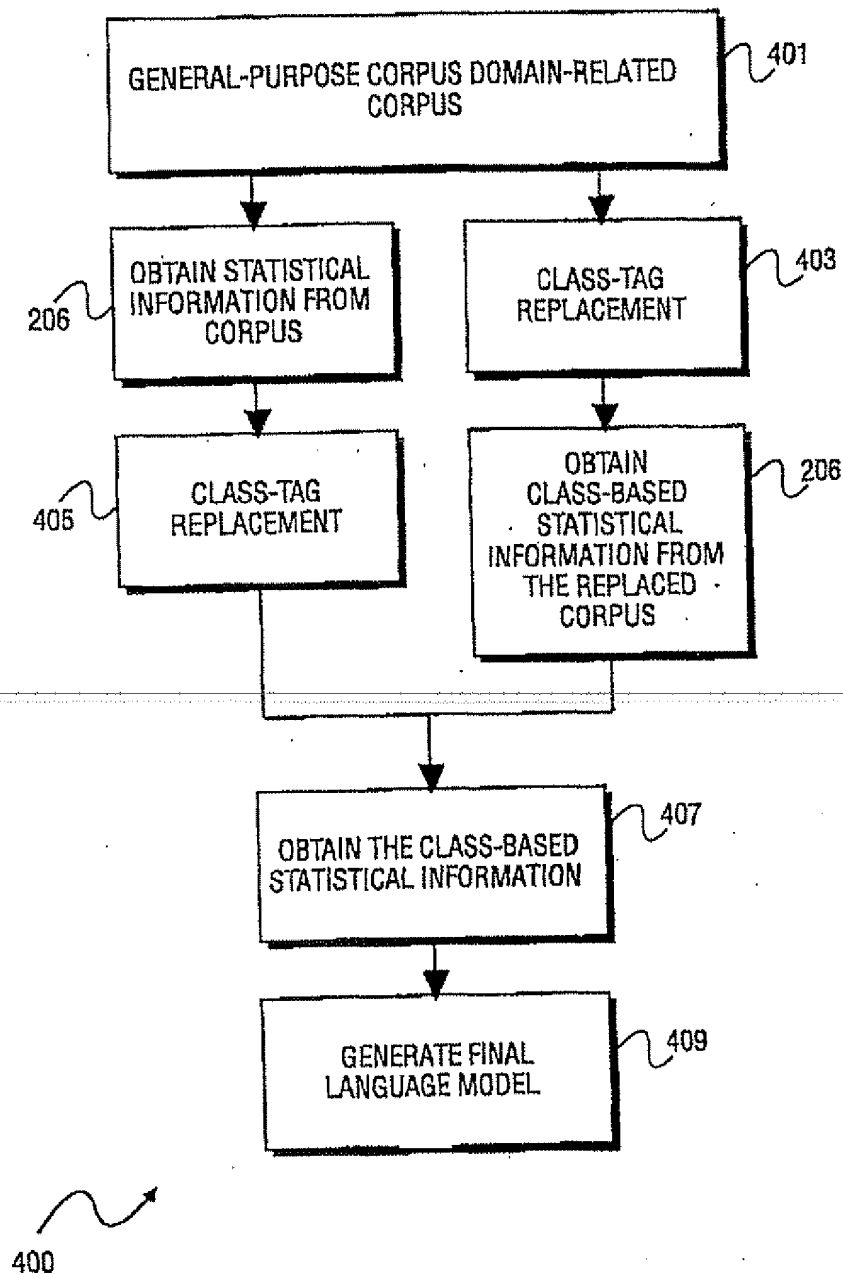 GENERAL-PURPOSE CORPUS DOMAIN-RELATED
CORPUS
401
OBTAIN STATISTICAL
INFORMATION FROM
CORPUS
206
CLASS-TAG
REPLACEMENT
403
CLASS-TAG
REPLACEMENT
405
OBTAIN
CLASS-BASED
STATISTICAL
INFORMATION FROM
THE REPLACED
CORPUS
206
OBTAIN THE CLASS-BASED
STATISTICAL INFORMATION
407
GENERATE FINAL
LANGUAGE MODEL
409
400